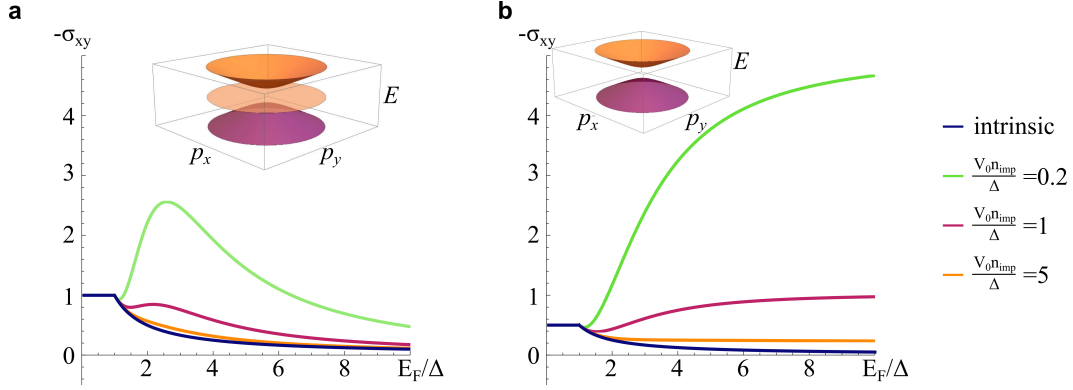 a
-σxy
4
3
2
1
0
2
4
6
8
EF/Δ
E
px
py
b
-σxy
4
3
2
1
0
2
4
6
8
EF/Δ
E
px
py
intrinsic
V0nimp/Δ=0.2
V0nimp/Δ=1
V0nimp/Δ=5